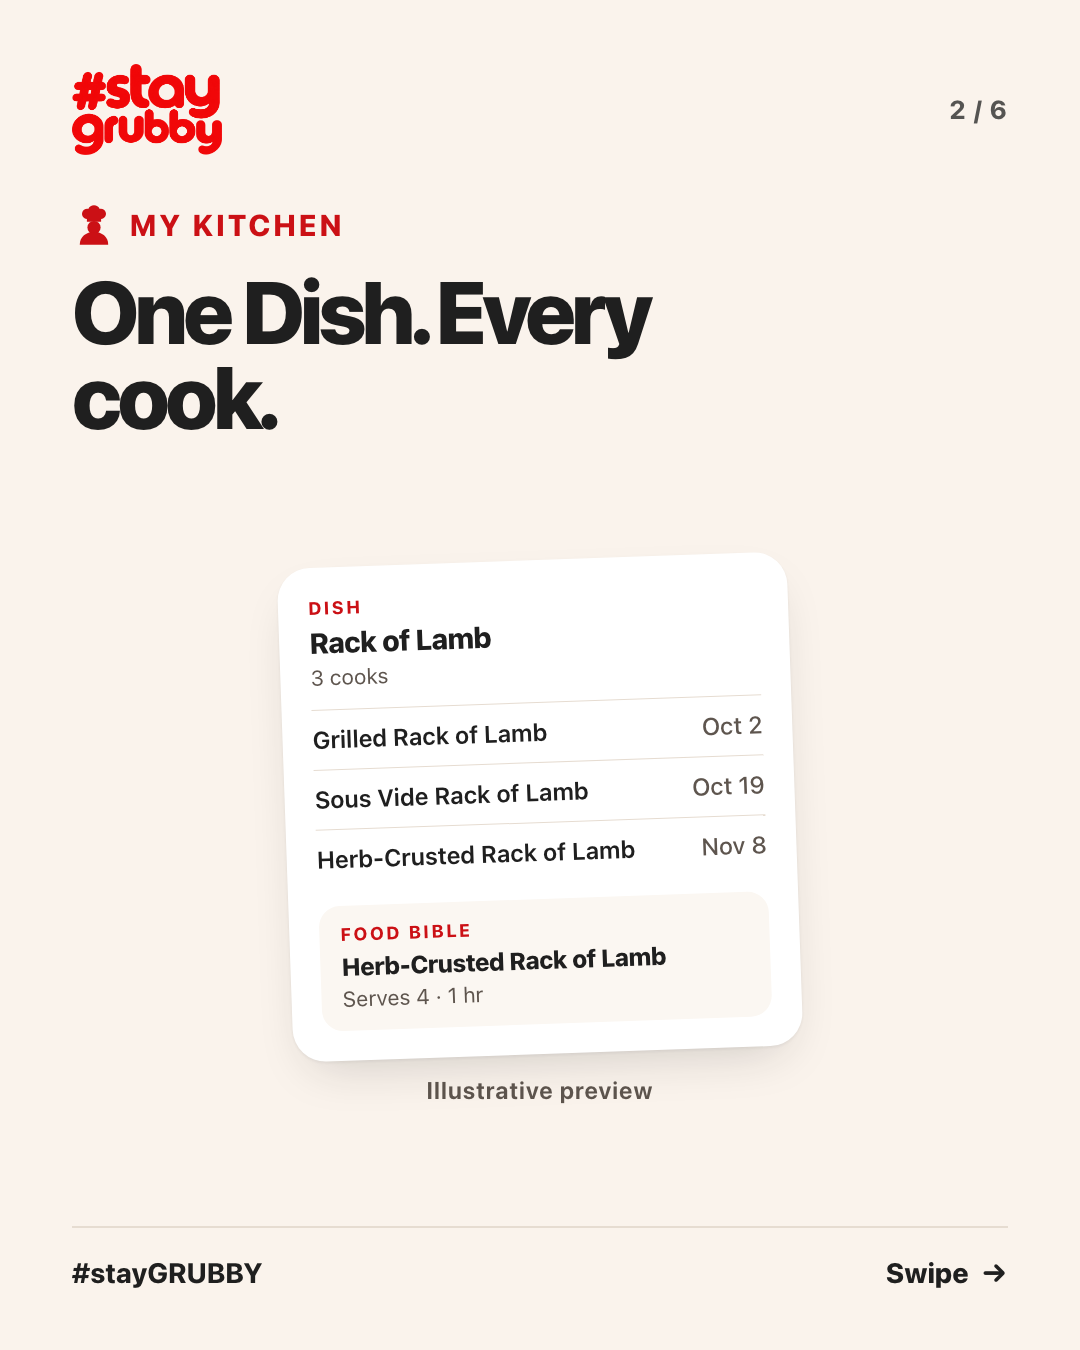 #stay
grubby
2 / 6
MY KITCHEN
One Dish. Every
cook.
DISH
Rack of Lamb
3 cooks
Grilled Rack of Lamb Oct 2
Sous Vide Rack of Lamb Oct 19
Herb-Crusted Rack of Lamb Nov 8
FOOD BIBLE
Herb-Crusted Rack of Lamb
Serves 4 · 1 hr
Illustrative preview
#stayGRUBBY
Swipe →